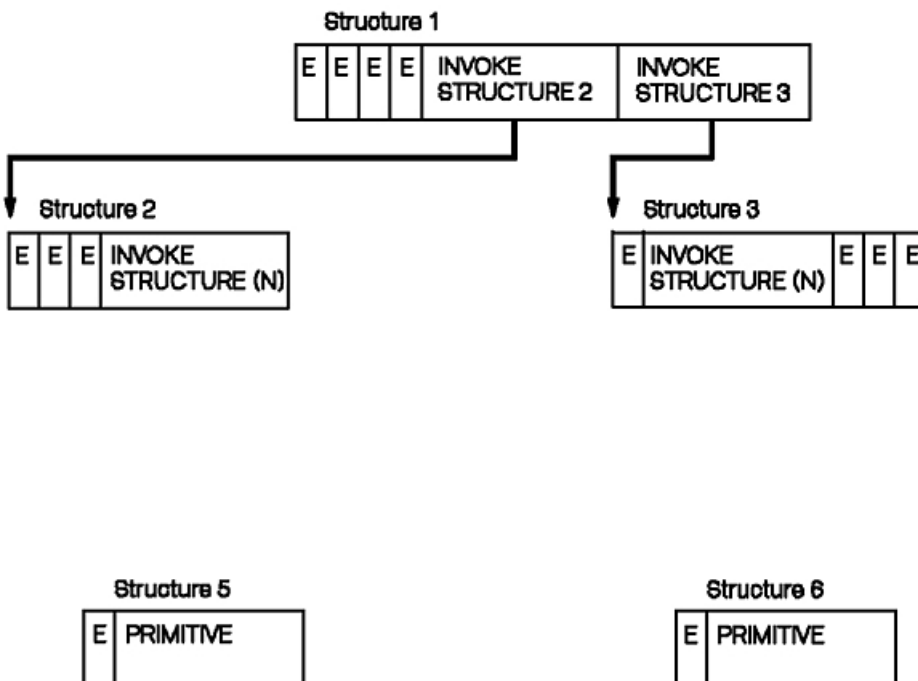 Structure 1
E E E E INVOKE INVOKE
STRUCTURE 2 STRUCTURE 3
Structure 2 Structure 3
E E E INVOKE E INVOKE E E E
STRUCTURE (N) STRUCTURE (N)
Structure 5 Structure 6
E PRIMITIVE E PRIMITIVE